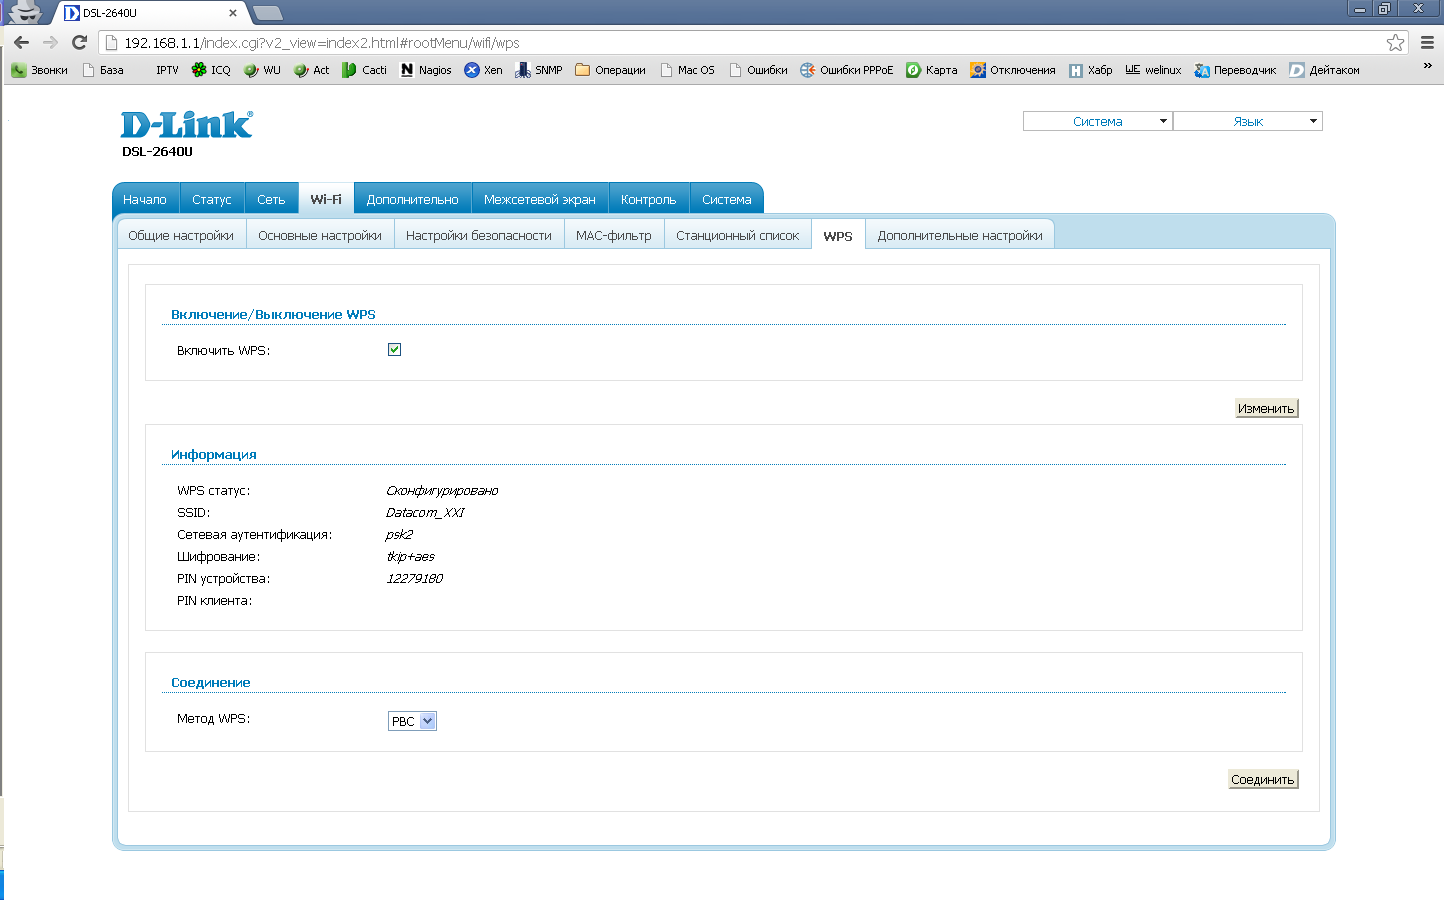 DSL-2640U
192.168.1.1/index.cgi?v2_view=index2.html#rootMenu/wifi/wps
Звонки База IPTV ICQ WU Act Cacti Nagios Xen SNMP Операции Mac OS Ошибки Ошибки PPPoE Карта Отключения Хабр welinux Переводчик Дейтаком »
D-Link®
DSL-2640U
Система Язык
Начало Статус Сеть Wi-Fi Дополнительно Межсетевой экран Контроль Система
Общие настройки Основные настройки Настройки безопасности MAC-фильтр Станционный список WPS Дополнительные настройки
Включение/Выключение WPS
Включить WPS:
Изменить
Информация
WPS статус: Сконфигурировано
SSID: Datacom_XXI
Сетевая аутентификация: psk2
Шифрование: tkip+aes
PIN устройства: 12279180
PIN клиента:
Соединение
Метод WPS: PBC
Соединить